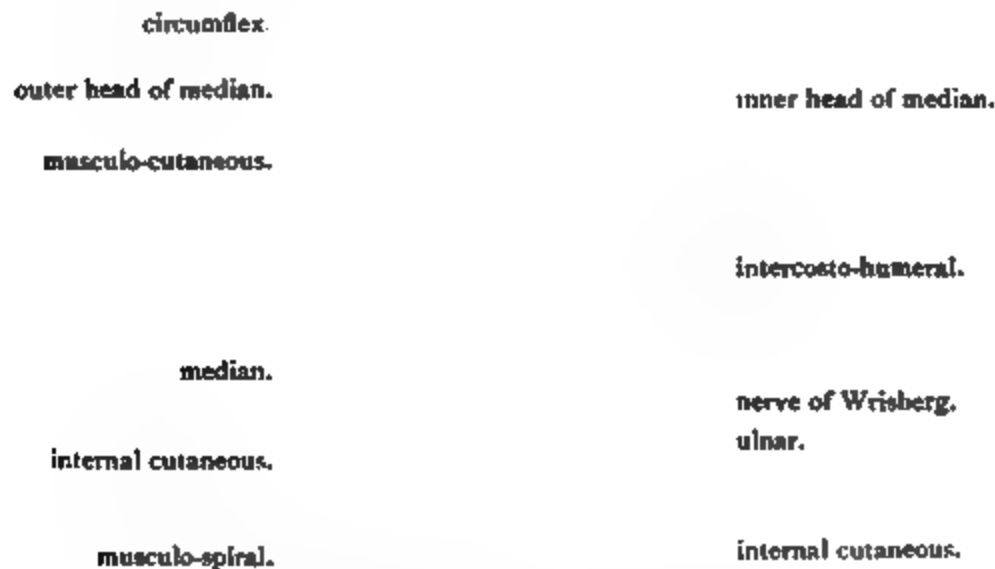 circumflex.
outer head of median.
musculo-cutaneous.
median.
internal cutaneous.
musculo-spiral.
inner head of median.
intercosto-humeral.
nerve of Wrisberg.
ulnar.
internal cutaneous.